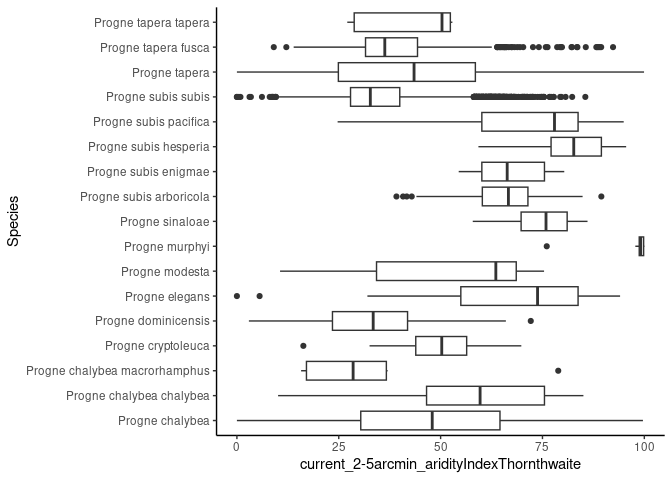 Species
Progne tapera tapera
Progne tapera fusca
Progne tapera
Progne subis subis
Progne subis pacifica
Progne subis hesperia
Progne subis enigmae
Progne subis arboricola
Progne sinaloae
Progne murphyi
Progne modesta
Progne elegans
Progne dominicensis
Progne cryptoleuca
Progne chalybea macrorhamphus
Progne chalybea chalybea
Progne chalybea
0 25 50 75 100
current_2-5arcmin_aridityIndexThornthwaite